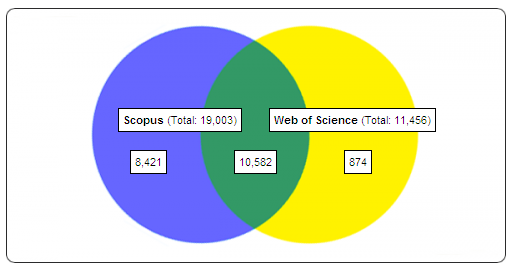 Scopus (Total: 19,003)
Web of Science (Total: 11,456)
8,421
10,582
874